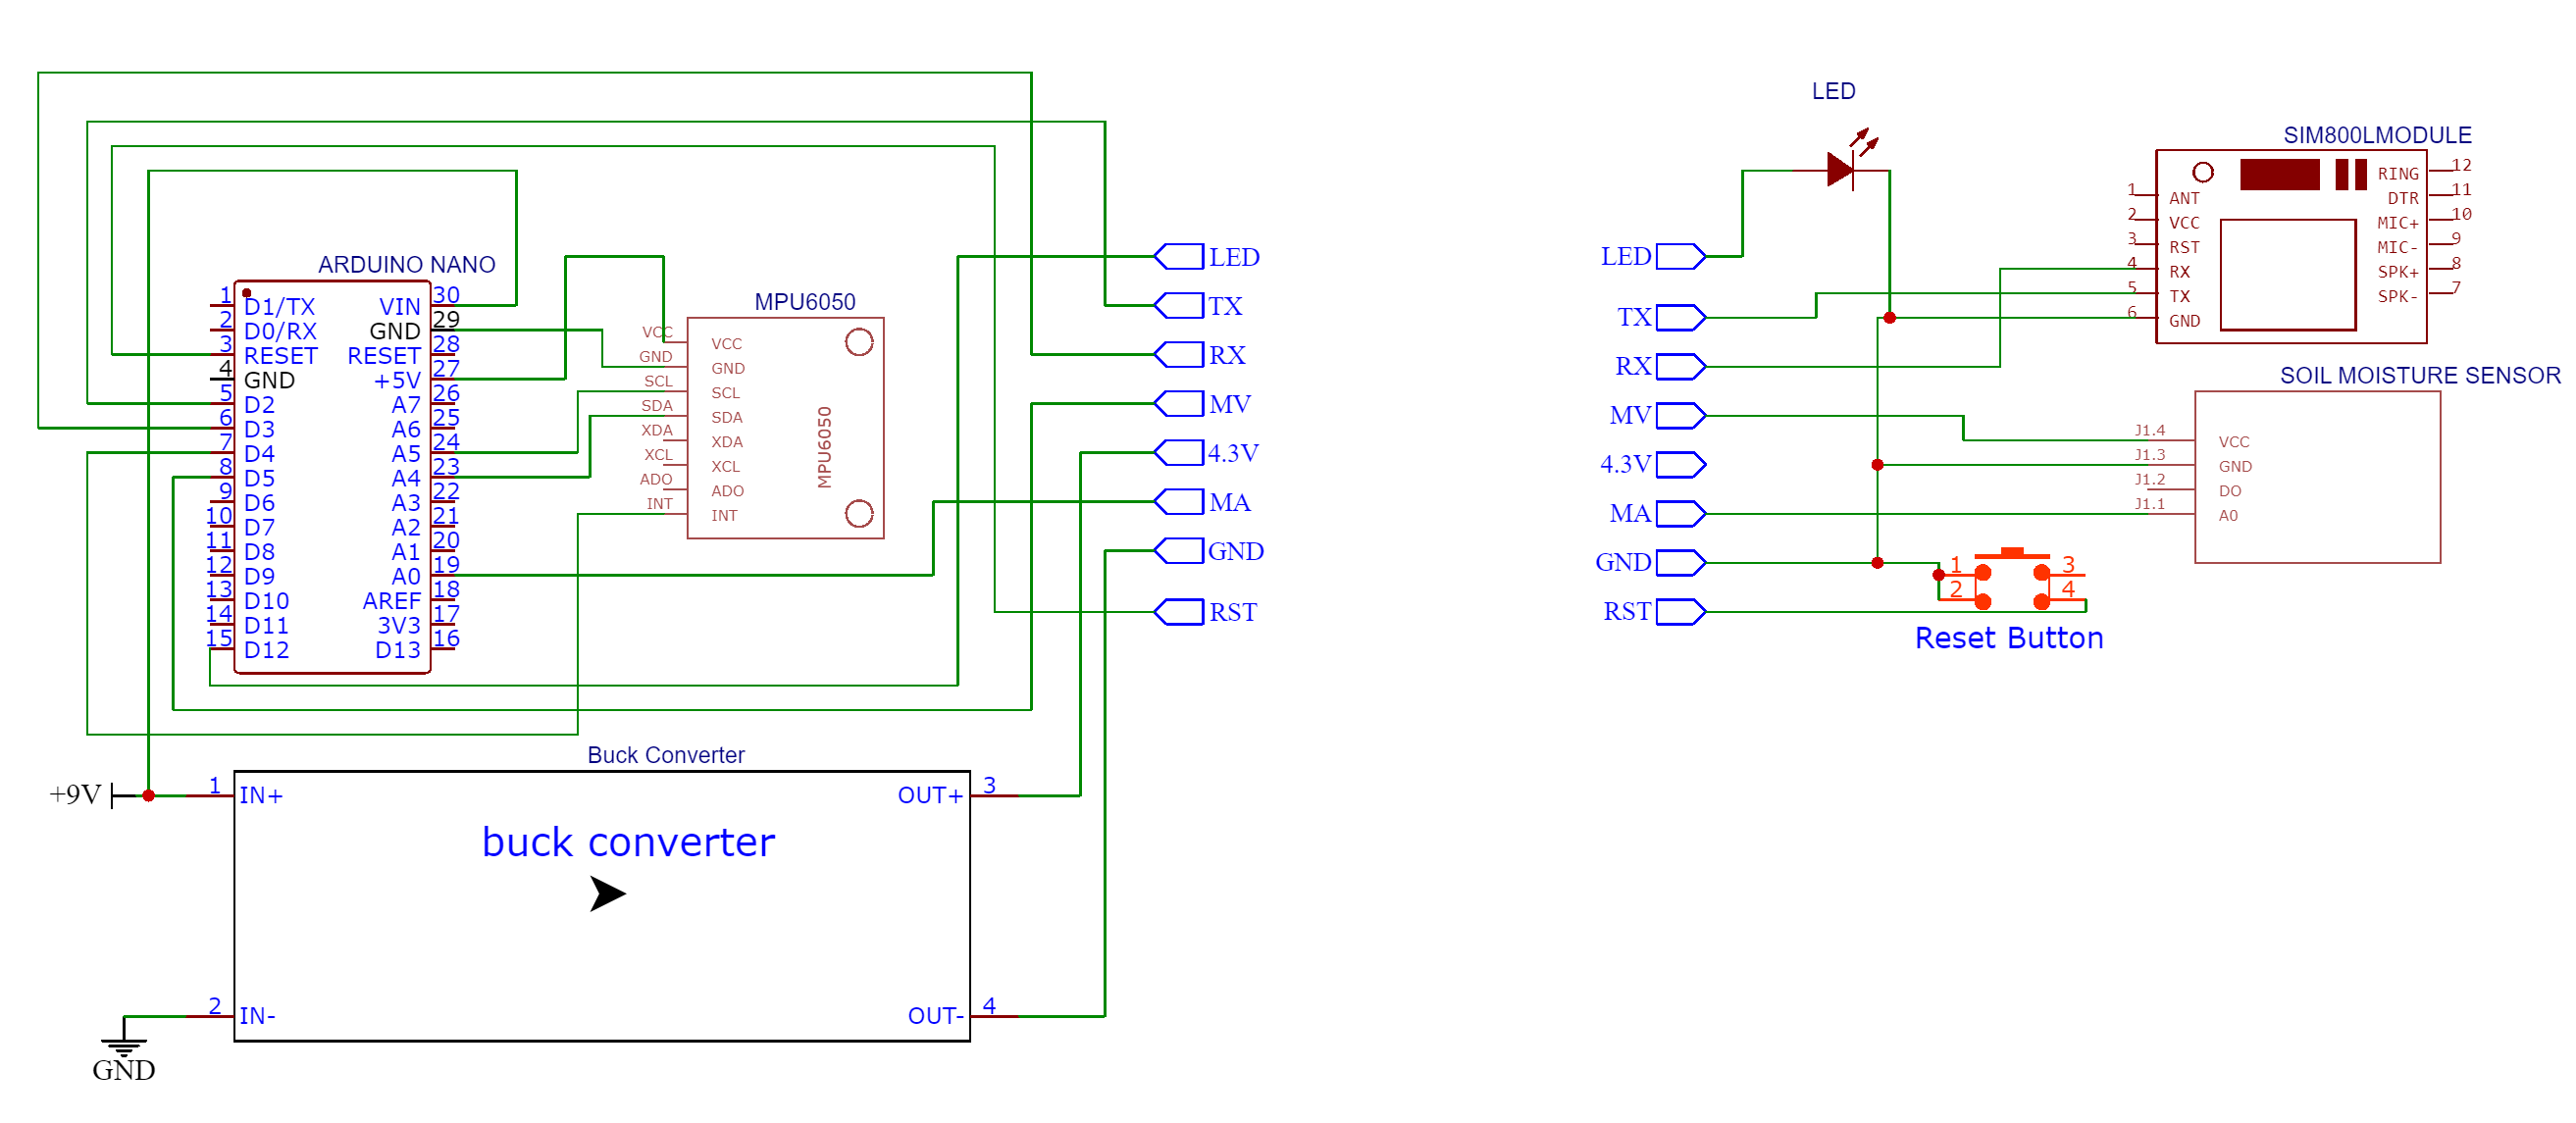 ARDUINO NANO
1 D1/TX VIN 30
2 D0/RX GND 29
3 RESET RESET 28
4 GND +5V 27
5 D2 A7 26
6 D3 A6 25
7 D4 A5 24
8 D5 A4 23
9 D6 A3 22
10 D7 A2 21
11 D8 A1 20
12 D9 A0 19
13 D10 AREF 18
14 D11 3V3 17
15 D12 D13 16
MPU6050
VCC VCC
GND GND
SCL SCL
SDA SDA
XDA XDA
XCL XCL
ADO ADO
INT INT
MPU6050
LED
TX
RX
MV
4.3V
MA
GND
RST
Buck Converter
+9V 1 IN+ OUT+ 3
buck converter
2 IN- OUT- 4
GND
LED
LED
TX
RX
MV
4.3V
MA
GND
RST
SIM800LMODULE
1 ANT
2 VCC
3 RST
4 RX
5 TX
6 GND
RING 12
DTR 11
MIC+ 10
MIC- 9
SPK+ 8
SPK- 7
SOIL MOISTURE SENSOR
J1.4 VCC
J1.3 GND
J1.2 DO
J1.1 A0
1 3
2 4
Reset Button